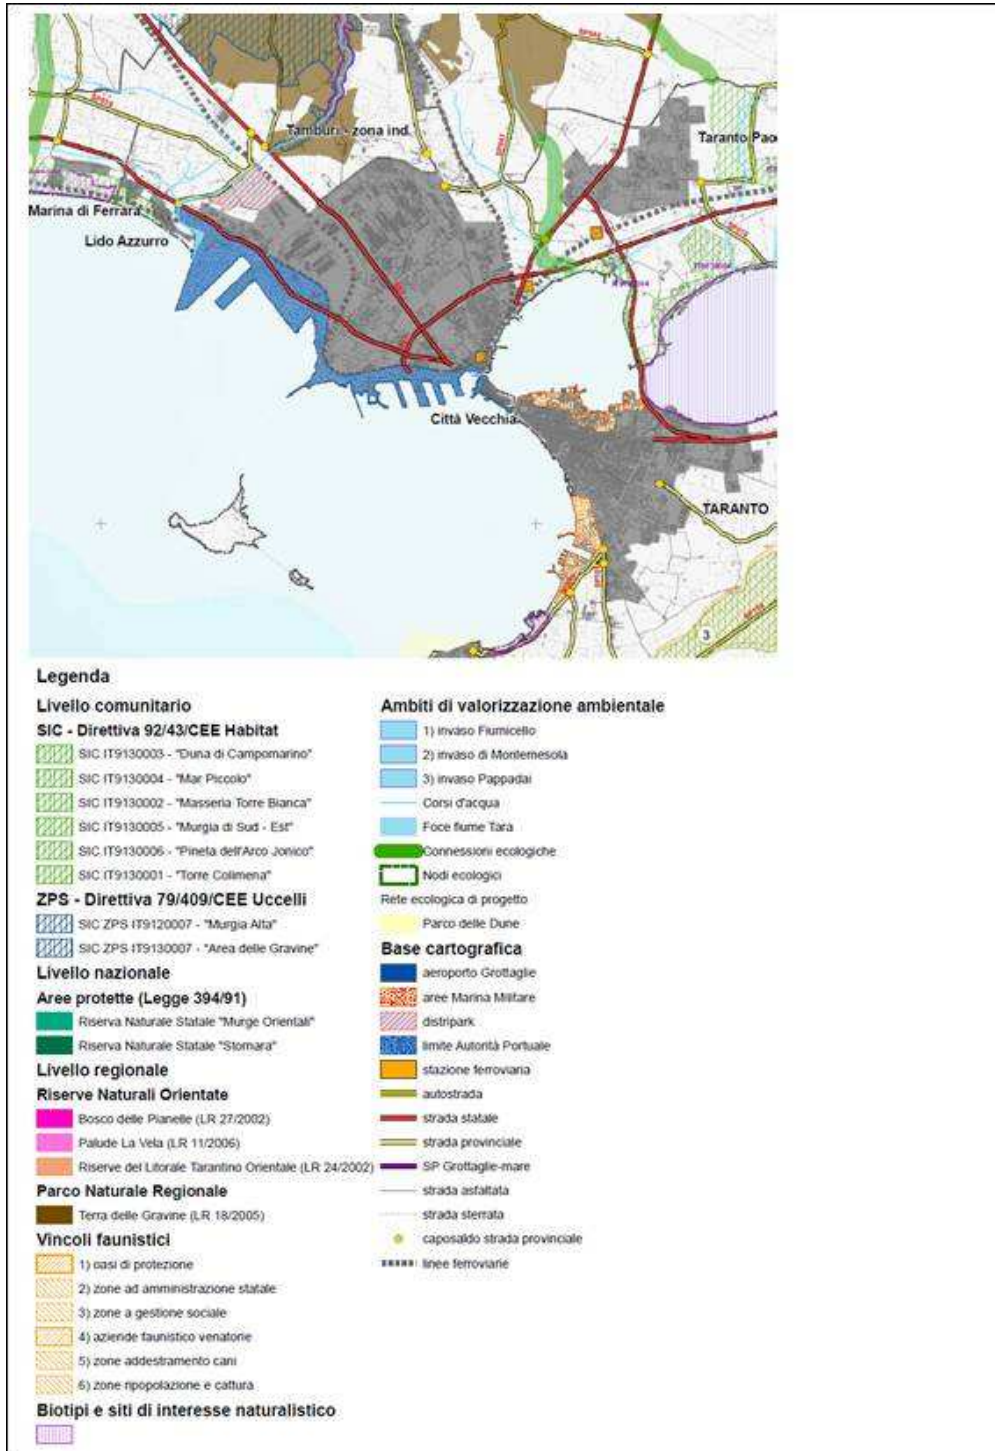 Tamburi - zona ind.
Taranto Pao
Marina di Ferrara
Lido Azzurro
Città Vecchia
TARANTO
3
Legenda
Livello comunitario
SIC - Direttiva 92/43/CEE Habitat
SIC IT9130003 - "Duna di Campomarino"
SIC IT9130004 - "Mar Piccolo"
SIC IT9130002 - "Masseria Torre Bianca"
SIC IT9130005 - "Murgia di Sud - Est"
SIC IT9130006 - "Pineta dell'Arco Jonico"
SIC IT9130001 - "Torre Colimena"
ZPS - Direttiva 79/409/CEE Uccelli
SIC ZPS IT9120007 - "Murgia Alta"
SIC ZPS IT9130007 - "Area delle Gravine"
Livello nazionale
Aree protette (Legge 394/91)
Riserva Naturale Statale "Murge Orientali"
Riserva Naturale Statale "Stornara"
Livello regionale
Riserve Naturali Orientate
Bosco delle Pianelle (LR 27/2002)
Palude La Vela (LR 11/2006)
Riserve del Litorale Tarantino Orientale (LR 24/2002)
Parco Naturale Regionale
Terra delle Gravine (LR 18/2005)
Vincoli faunistici
1) oasi di protezione
2) zone ad amministrazione statale
3) zone a gestione sociale
4) aziende faunistico venatorie
5) zone addestramento cani
6) zone ripopolazione e cattura
Biotipi e siti di interesse naturalistico
Ambiti di valorizzazione ambientale
1) invaso Fiumicello
2) invaso di Montemesola
3) invaso Pappadai
Corsi d'acqua
Foce fiume Tara
Connessioni ecologiche
Nodi ecologici
Rete ecologica di progetto
Parco delle Dune
Base cartografica
aeroporto Grottaglie
aree Marina Militare
distripark
limite Autorità Portuale
stazione ferroviaria
autostrada
strada statale
strada provinciale
SP Grottaglie-mare
strada asfaltata
strada sterrata
caposaldo strada provinciale
linee ferroviarie